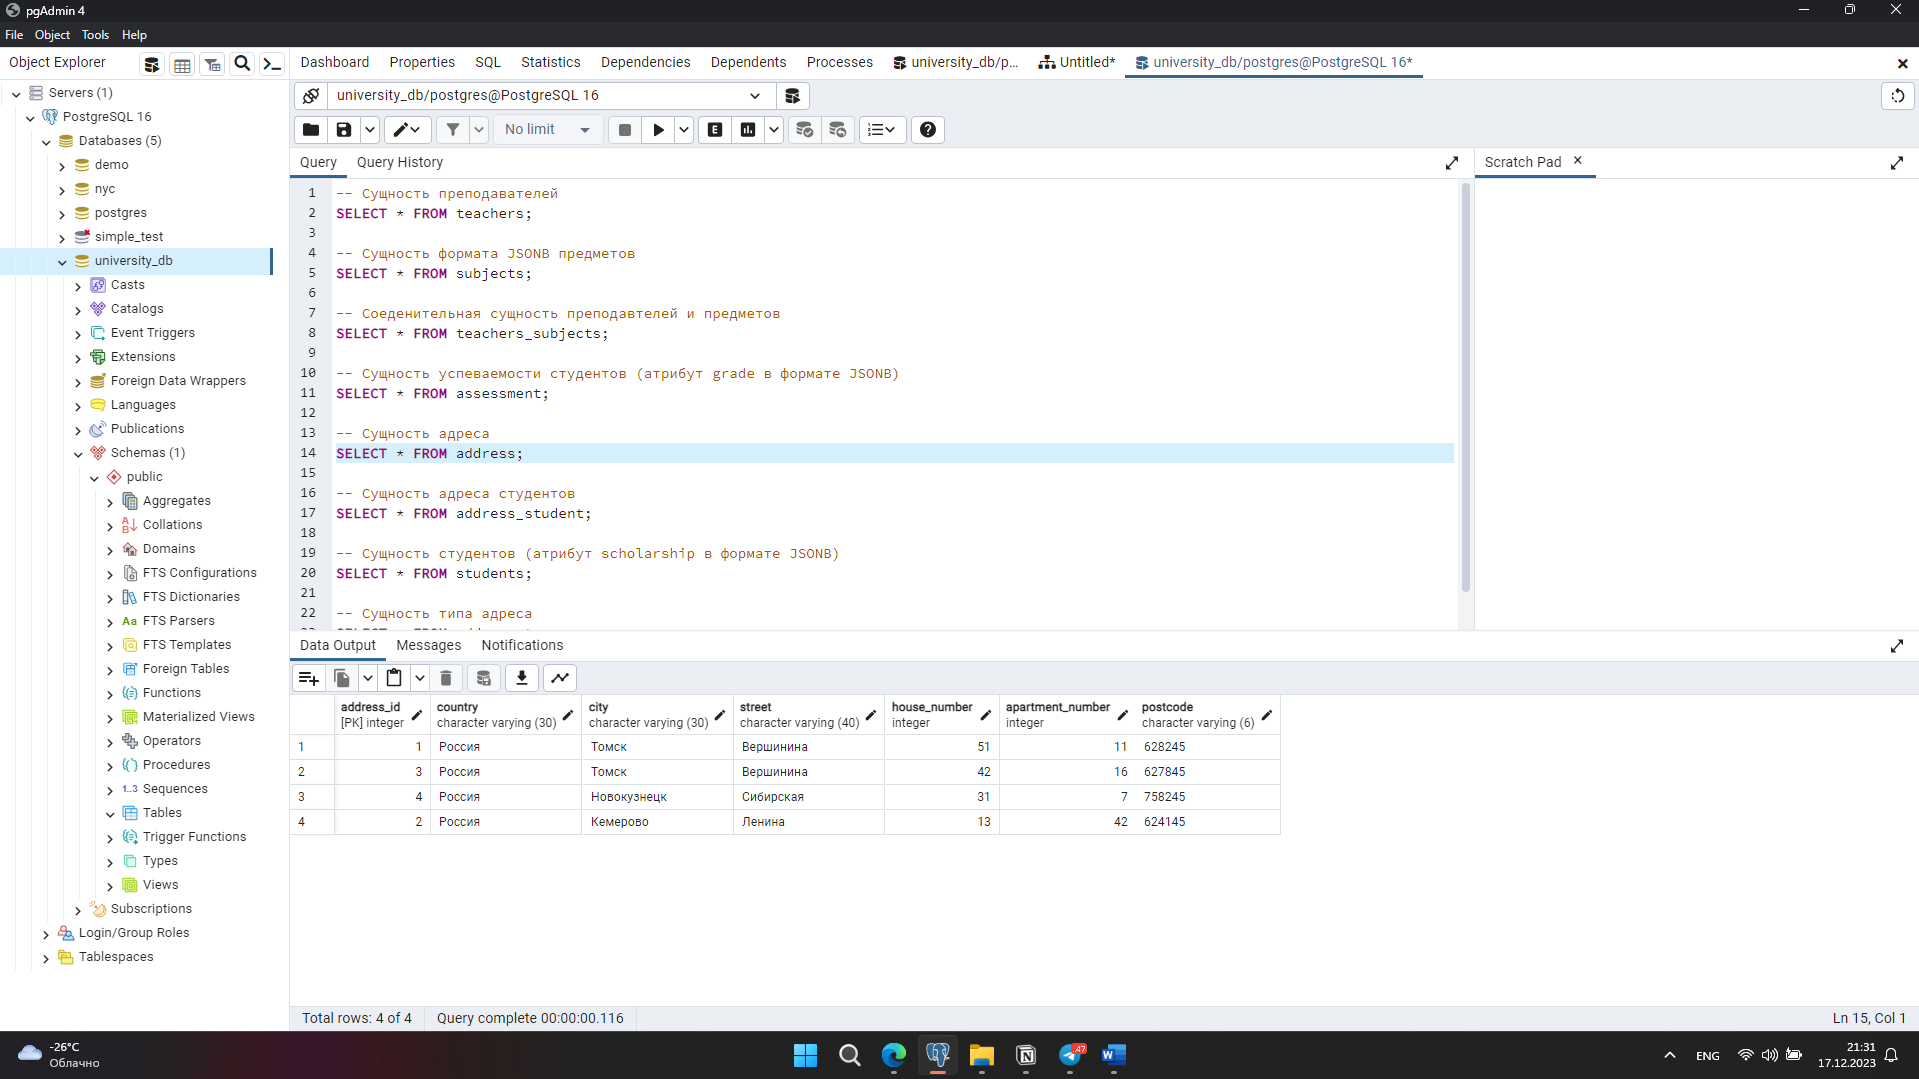 pgAdmin 4
File Object Tools Help
Object Explorer
Dashboard Properties SQL Statistics Dependencies Dependents Processes university_db/p... Untitled* university_db/postgres@PostgreSQL 16*
Servers (1)
PostgreSQL 16
Databases (5)
demo
nyc
postgres
simple_test
university_db
Casts
Catalogs
Event Triggers
Extensions
Foreign Data Wrappers
Languages
Publications
Schemas (1)
public
Aggregates
Collations
Domains
FTS Configurations
FTS Dictionaries
Aa FTS Parsers
FTS Templates
Foreign Tables
Functions
Materialized Views
Operators
Procedures
1..3 Sequences
Tables
Trigger Functions
Types
Views
Subscriptions
Login/Group Roles
Tablespaces
university_db/postgres@PostgreSQL 16
No limit
E
Query Query History
Scratch Pad
1 -- Сущность преподавателей
2 SELECT * FROM teachers;
3
4 -- Сущность формата JSONB предметов
5 SELECT * FROM subjects;
6
7 -- Соеденительная сущность преподавтелей и предметов
8 SELECT * FROM teachers_subjects;
9
10 -- Сущность успеваемости студентов (атрибут grade в формате JSONB)
11 SELECT * FROM assessment;
12
13 -- Сущность адреса
14 SELECT * FROM address;
15
16 -- Сущность адреса студентов
17 SELECT * FROM address_student;
18
19 -- Сущность студентов (атрибут scholarship в формате JSONB)
20 SELECT * FROM students;
21
22 -- Сущность типа адреса
Data Output Messages Notifications
address_id country city street house_number apartment_number postcode
[PK] integer character varying (30) character varying (30) character varying (40) integer integer character varying (6)
1 1 Россия Томск Вершинина 51 11 628245
2 3 Россия Томск Вершинина 42 16 627845
3 4 Россия Новокузнецк Сибирская 31 7 758245
4 2 Россия Кемерово Ленина 13 42 624145
Total rows: 4 of 4 Query complete 00:00:00.116 Ln 15, Col 1
-26°C
Облачно
47
ENG
21:31
17.12.2023